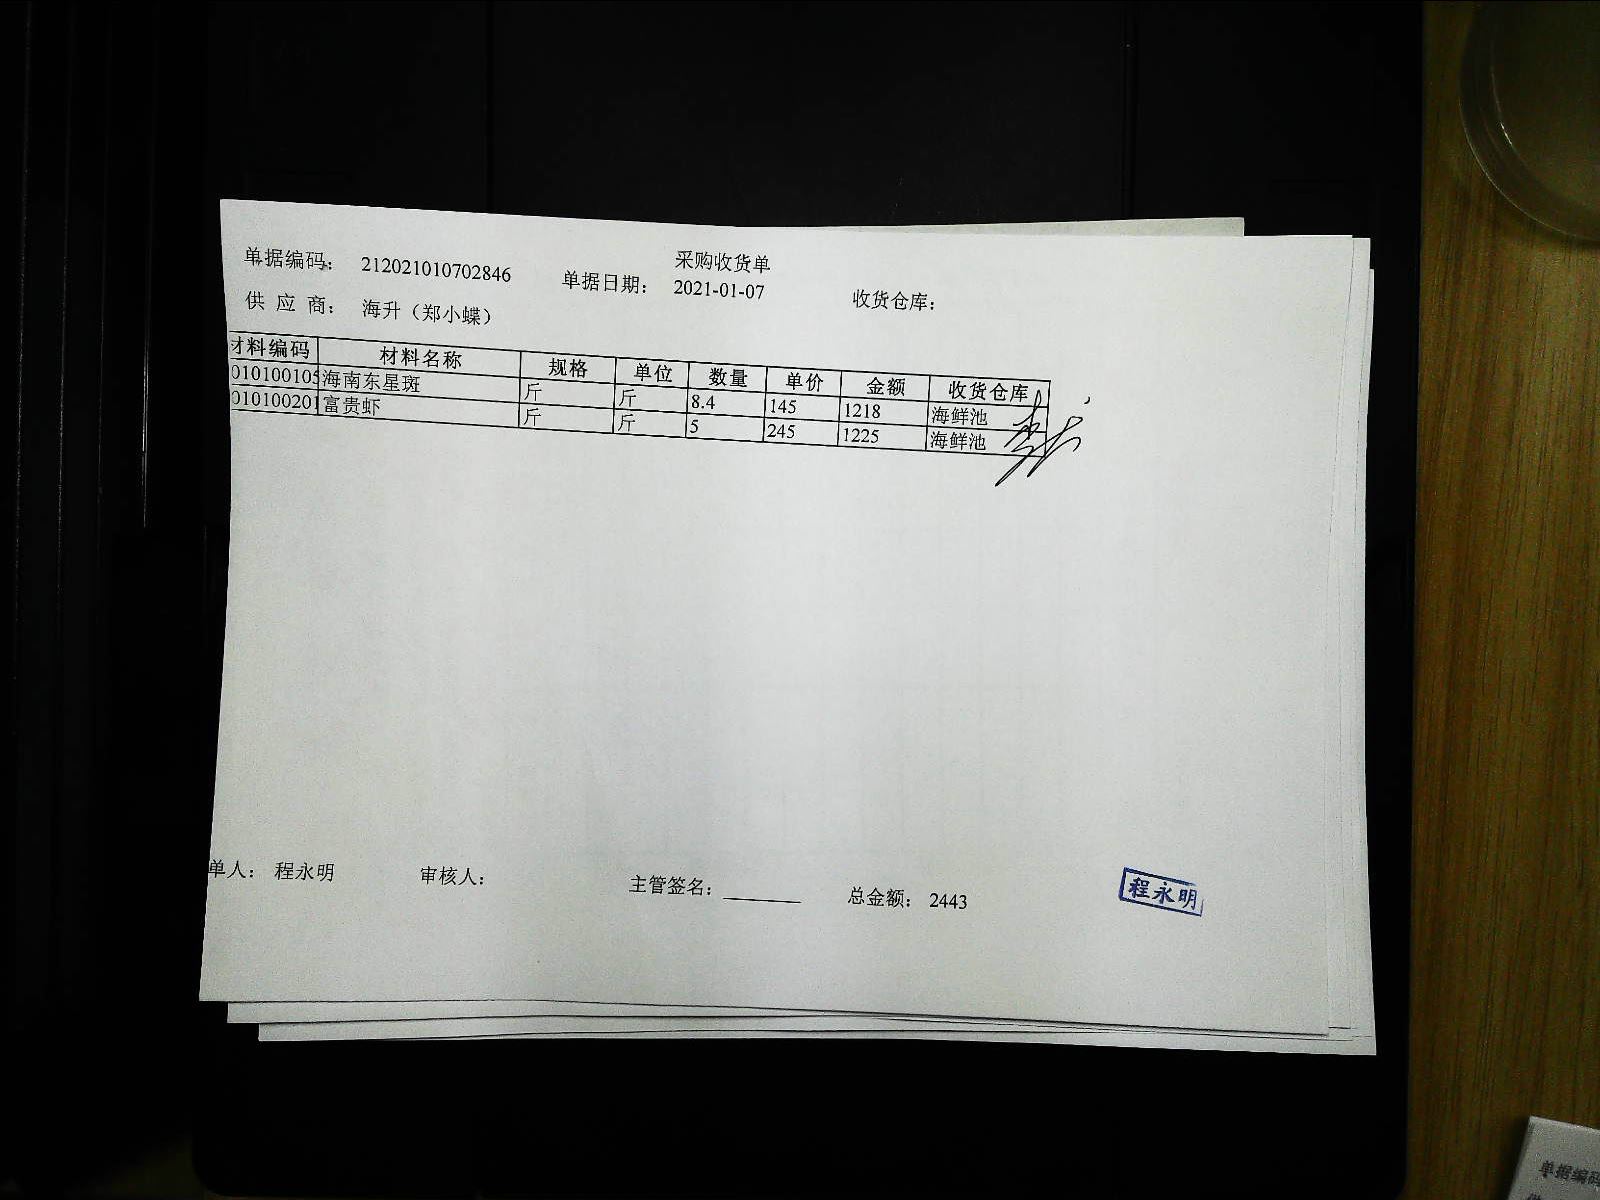 采购收货单
单据编码: 212021010702846 单据日期: 2021-01-07 收货仓库:
供 应 商: 海升（郑小蝶）
材料编码 材料名称 规格 单位 数量 单价 金额 收货仓库
010100105 海南东星斑 斤 斤 8.4 145 1218 海鲜池
010100201 富贵虾 斤 斤 5 245 1225 海鲜池
单人: 程永明 审核人: 主管签名: 总金额: 2443
程永明
单据编码